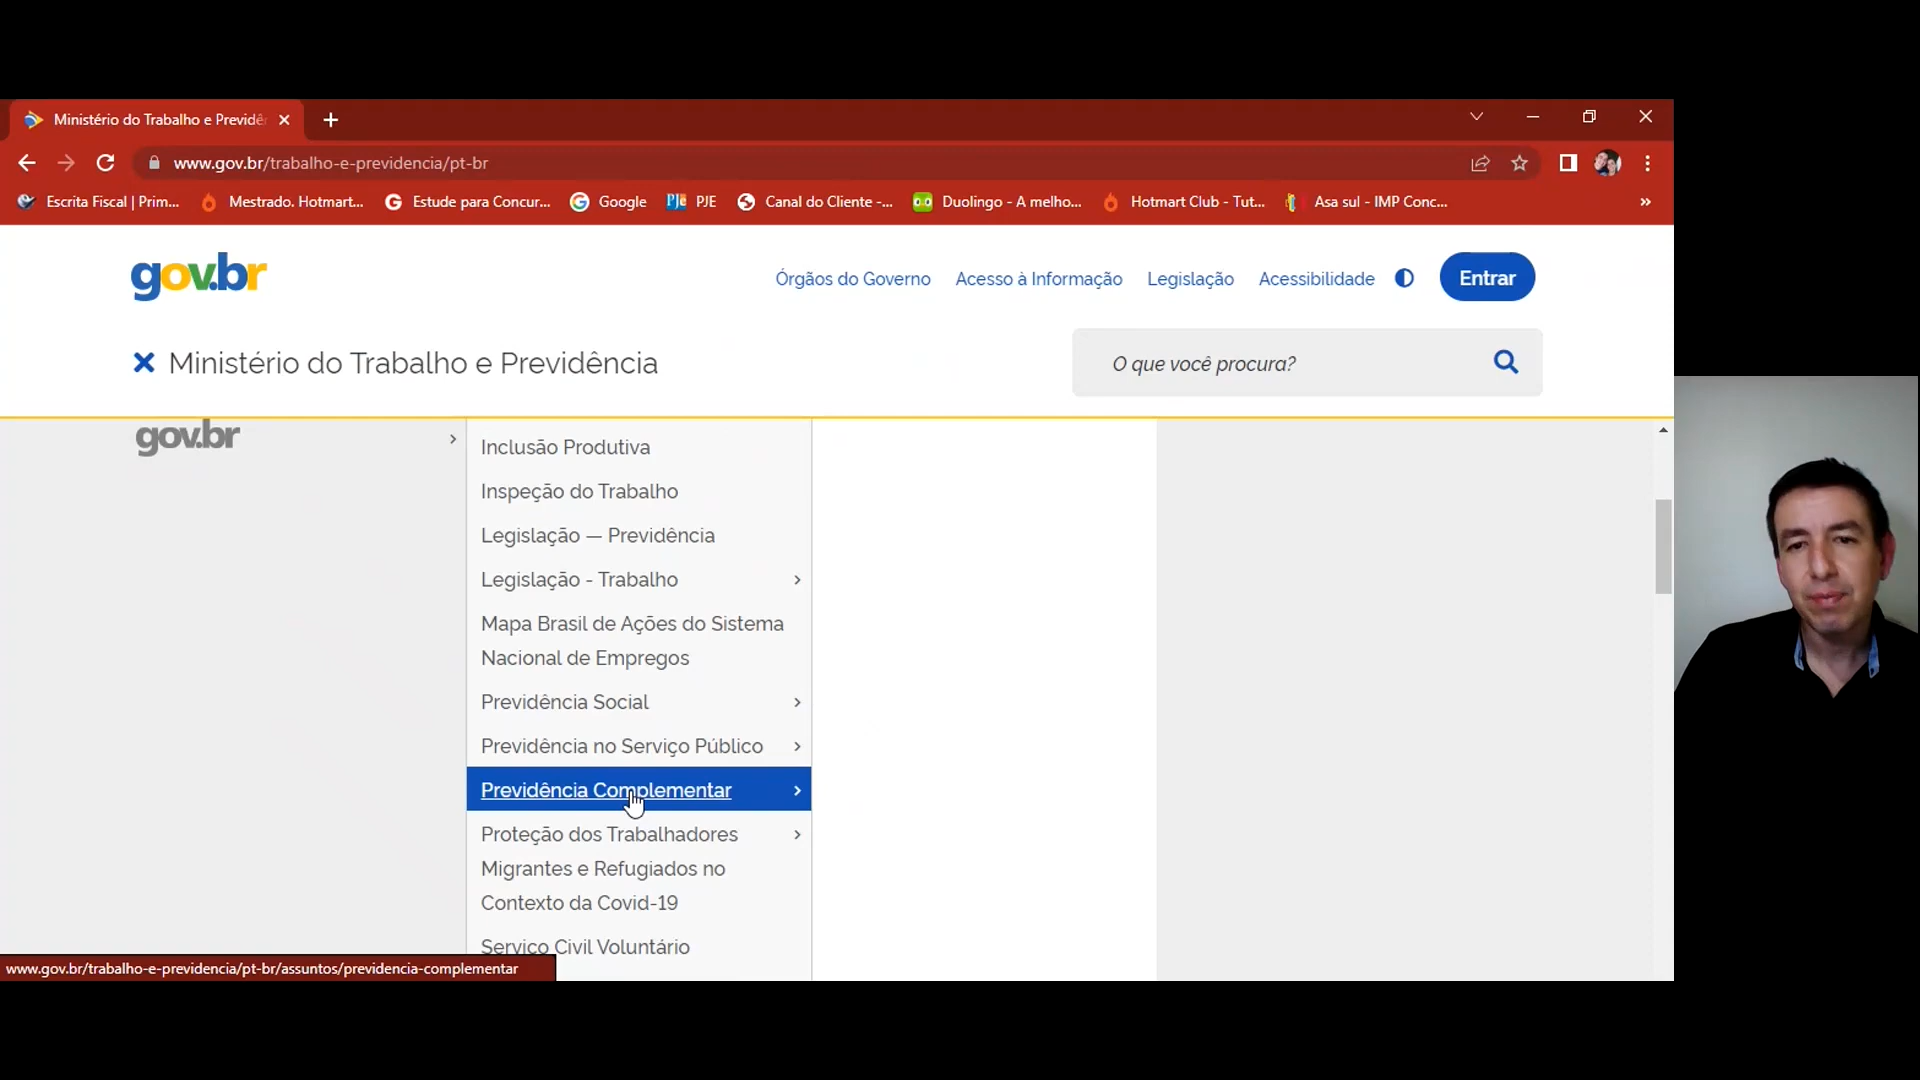 Ministério do Trabalho e Previdê
www.gov.br/trabalho-e-previdencia/pt-br
Escrita Fiscal | Prim...
Mestrado. Hotmart...
Estude para Concur...
Google
PJe PJE
Canal do Cliente -...
Duolingo - A melho...
Hotmart Club - Tut...
Asa sul - IMP Conc...
»
gov.br
Órgãos do Governo
Acesso à Informação
Legislação
Acessibilidade
Entrar
Ministério do Trabalho e Previdência
O que você procura?
gov.br
Inclusão Produtiva
Inspeção do Trabalho
Legislação — Previdência
Legislação - Trabalho
Mapa Brasil de Ações do Sistema
Nacional de Empregos
Previdência Social
Previdência no Serviço Público
Previdência Complementar
Proteção dos Trabalhadores
Migrantes e Refugiados no
Contexto da Covid-19
Serviço Civil Voluntário
www.gov.br/trabalho-e-previdencia/pt-br/assuntos/previdencia-complementar